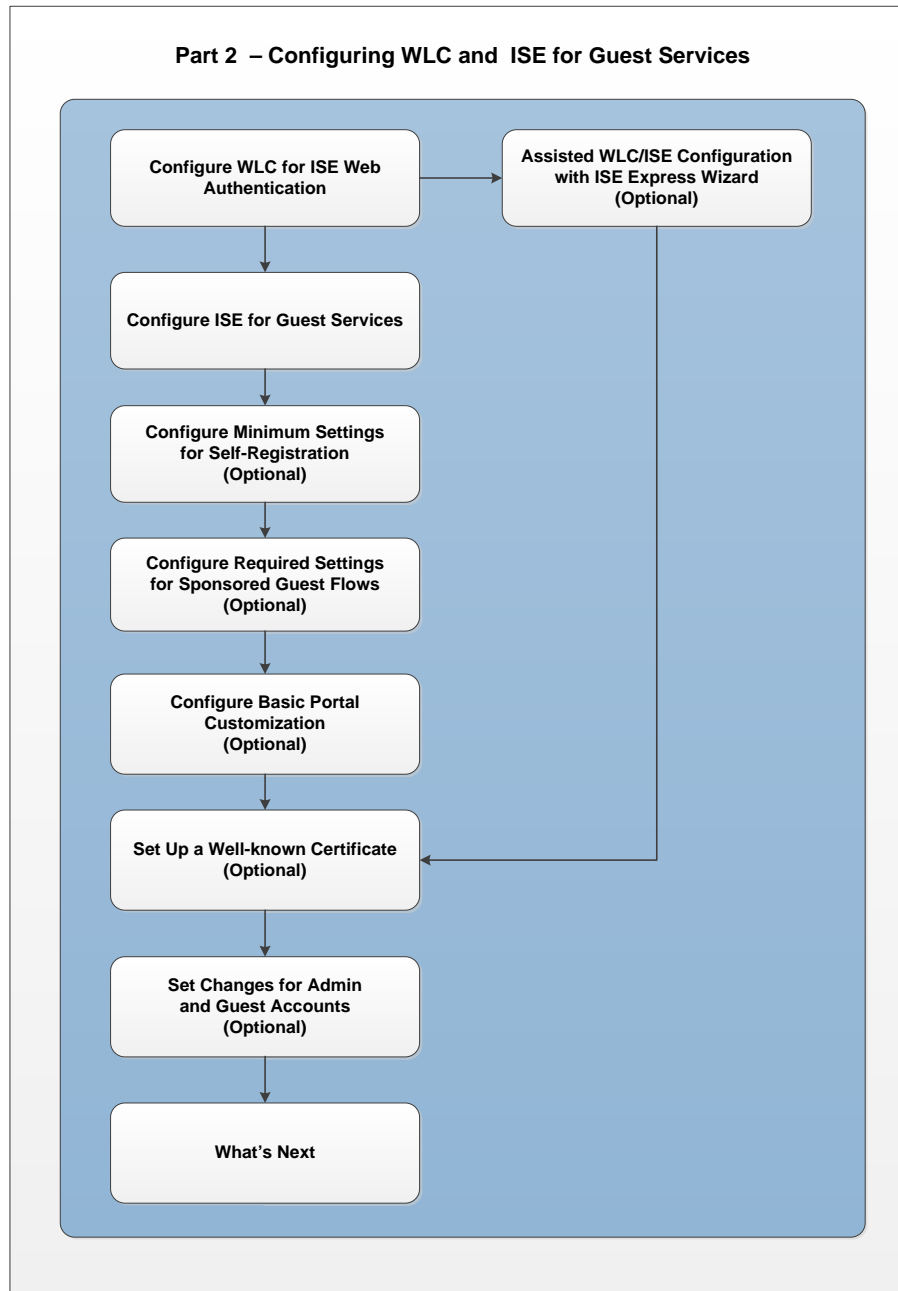 Part 2 – Configuring WLC and ISE for Guest Services
Configure WLC for ISE Web
Authentication
Assisted WLC/ISE Configuration
with ISE Express Wizard
(Optional)
Configure ISE for Guest Services
Configure Minimum Settings
for Self-Registration
(Optional)
Configure Required Settings
for Sponsored Guest Flows
(Optional)
Configure Basic Portal
Customization
(Optional)
Set Up a Well-known Certificate
(Optional)
Set Changes for Admin
and Guest Accounts
(Optional)
What's Next